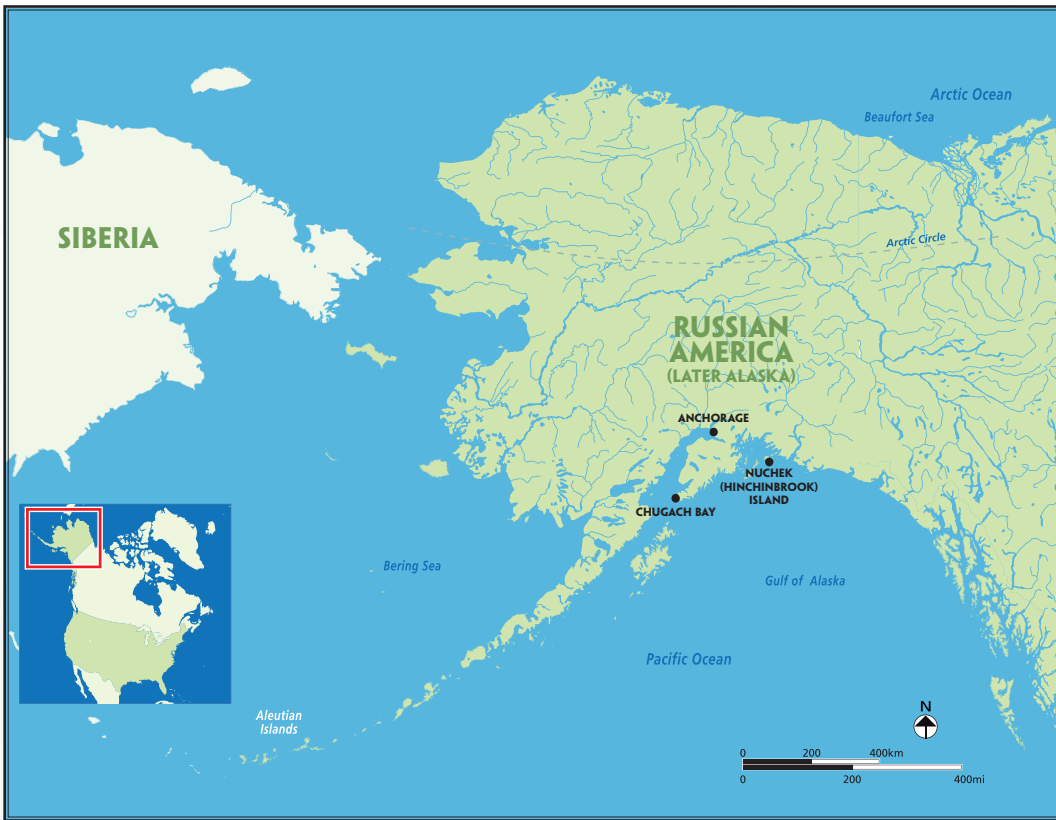 Arctic Ocean
Beaufort Sea
SIBERIA
Arctic Circle
RUSSIAN
AMERICA
(LATER ALASKA)
ANCHORAGE
NUCHEK
(HINCHINBROOK)
ISLAND
CHUGACH BAY
Bering Sea
Gulf of Alaska
Pacific Ocean
Aleutian
Islands
N
0 200 400km
0 200 400mi